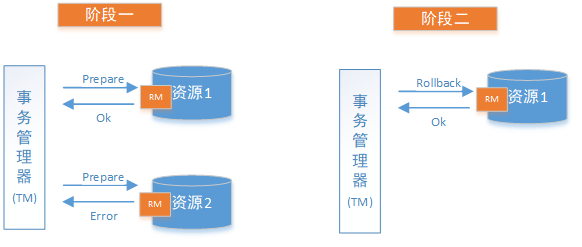 阶段一
Prepare
Ok
RM
资源1
事务管理器
(TM)
Prepare
Error
RM
资源2
阶段二
Rollback
Ok
RM
资源1
事务管理器
(TM)